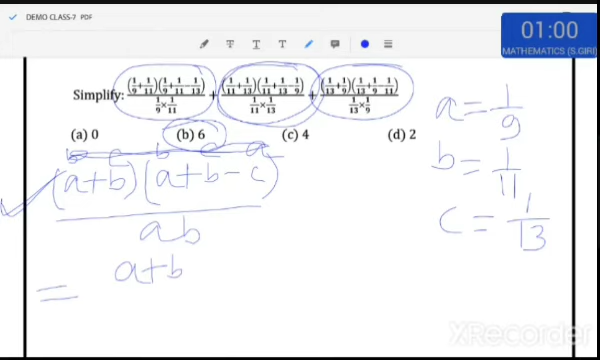 DEMO CLASS-7 PDF
01:00
MATHEMATICS (S.GIRI)
Simplify: (1/9+1/11)(1/9+1/11−1/13)/(1/9×1/11) + (1/11+1/13)(1/11+1/13−1/9)/(1/11×1/13) + (1/13+1/9)(1/13+1/9−1/11)/(1/13×1/9)
(a) 0 (b) 6 (c) 4 (d) 2
a = 1/9
b = 1/11
c = 1/13
b c b c a
(a+b)(a+b−c)
ab
= a+b
XRecorder